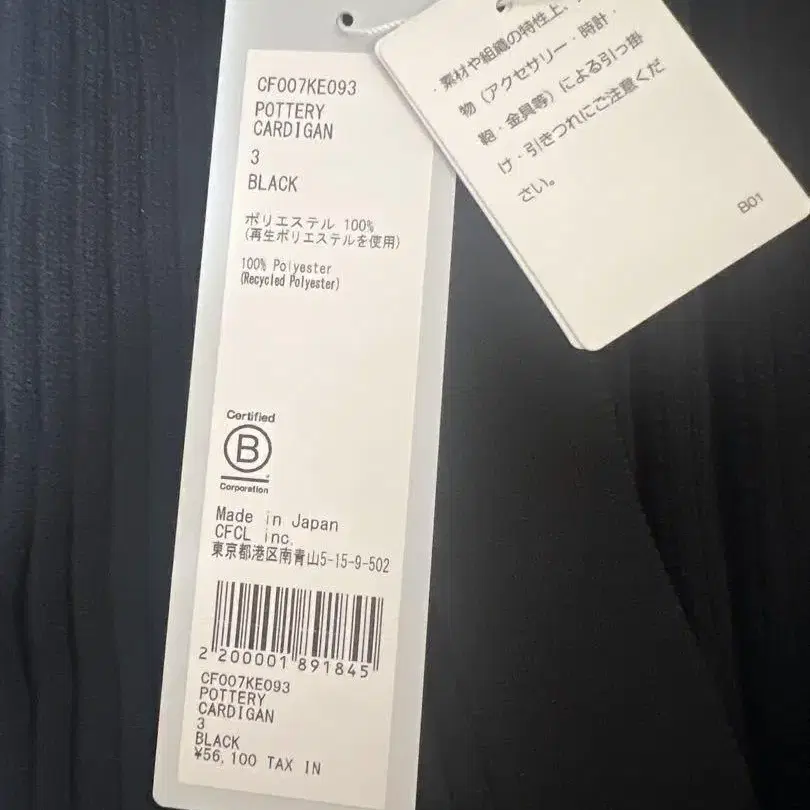 CF007KE093
POTTERY
CARDIGAN
3
BLACK
ポリエステル 100%
(再生ポリエステルを使用)
100% Polyester
(Recycled Polyester)
Certified
B
Corporation
Made in Japan
CFCL inc.
東京都港区南青山5-15-9-502
2 200001 891845
CF007KE093
POTTERY
CARDIGAN
3
BLACK
¥56,100 TAX IN
・素材や組織の特性上、
物（アクセサリー・時計・
鞄・金具等）による引っ掛
け・引きつれにご注意くだ
さい。
B01